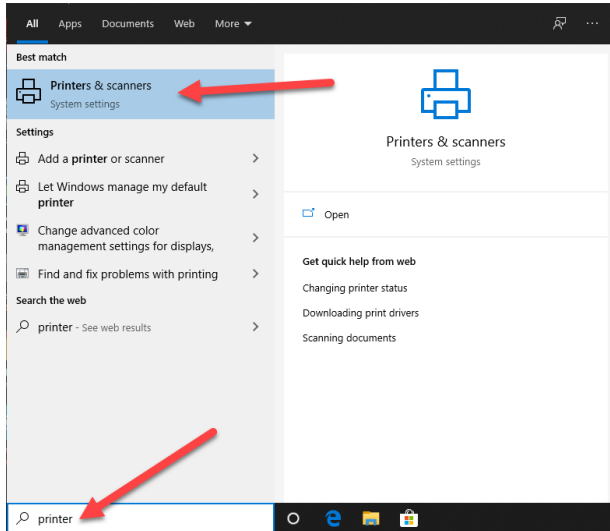 All Apps Documents Web More
Best match
Printers & scanners
System settings
Settings
Add a printer or scanner
Let Windows manage my default
printer
Change advanced color
management settings for displays,
Find and fix problems with printing
Search the web
printer - See web results
printer
Printers & scanners
System settings
Open
Get quick help from web
Changing printer status
Downloading print drivers
Scanning documents